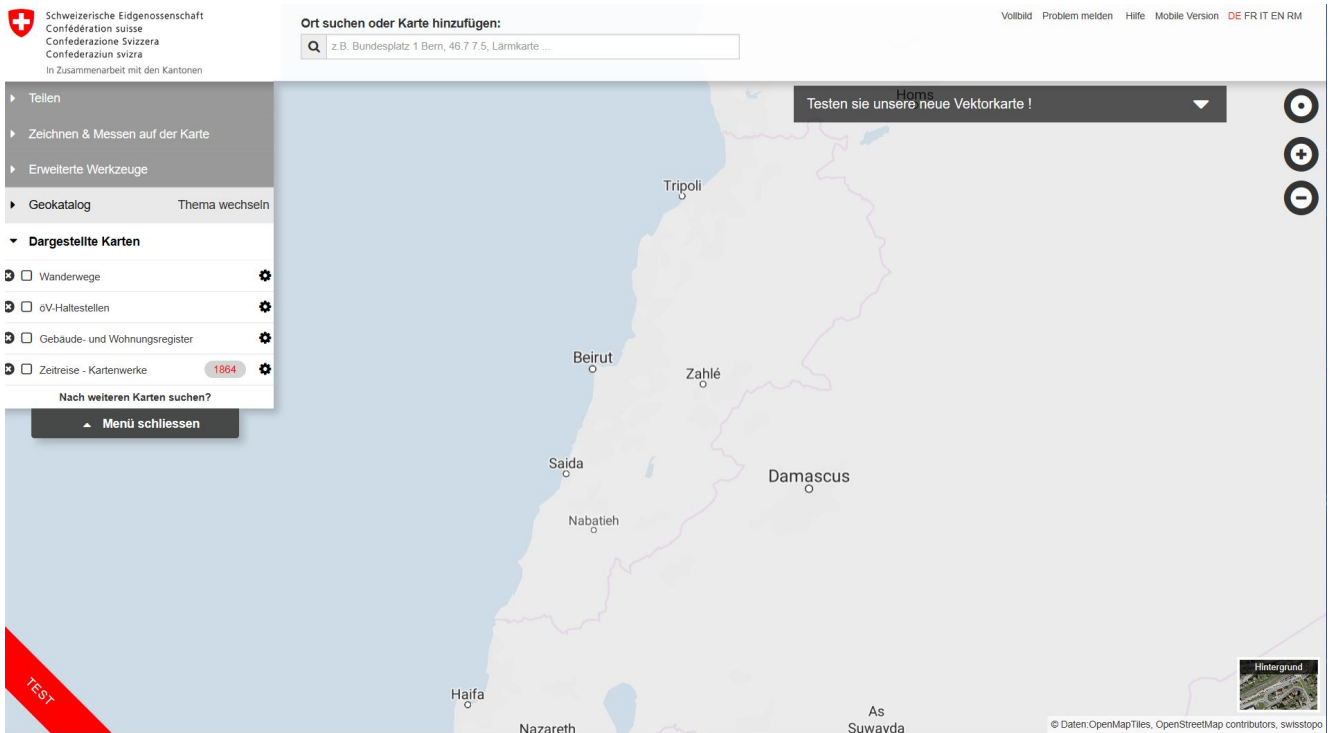 Schweizerische Eidgenossenschaft
Confédération suisse
Confederazione Svizzera
Confederaziun svizra
In Zusammenarbeit mit den Kantonen
Ort suchen oder Karte hinzufügen:
z.B. Bundesplatz 1 Bern, 46.7 7.5, Lärmkarte ...
Vollbild Problem melden Hilfe Mobile Version DE FR IT EN RM
Teilen
Zeichnen & Messen auf der Karte
Erweiterte Werkzeuge
Geokatalog Thema wechseln
Dargestellte Karten
Wanderwege
öV-Haltestellen
Gebäude- und Wohnungsregister
Zeitreise - Kartenwerke 1864
Nach weiteren Karten suchen?
Menü schliessen
Homs
Testen sie unsere neue Vektorkarte !
Tripoli
Beirut
Zahlé
Saida
Damascus
Nabatieh
Haifa
Nazareth
As
Suwayda
TEST
Hintergrund
© Daten:OpenMapTiles, OpenStreetMap contributors, swisstopo